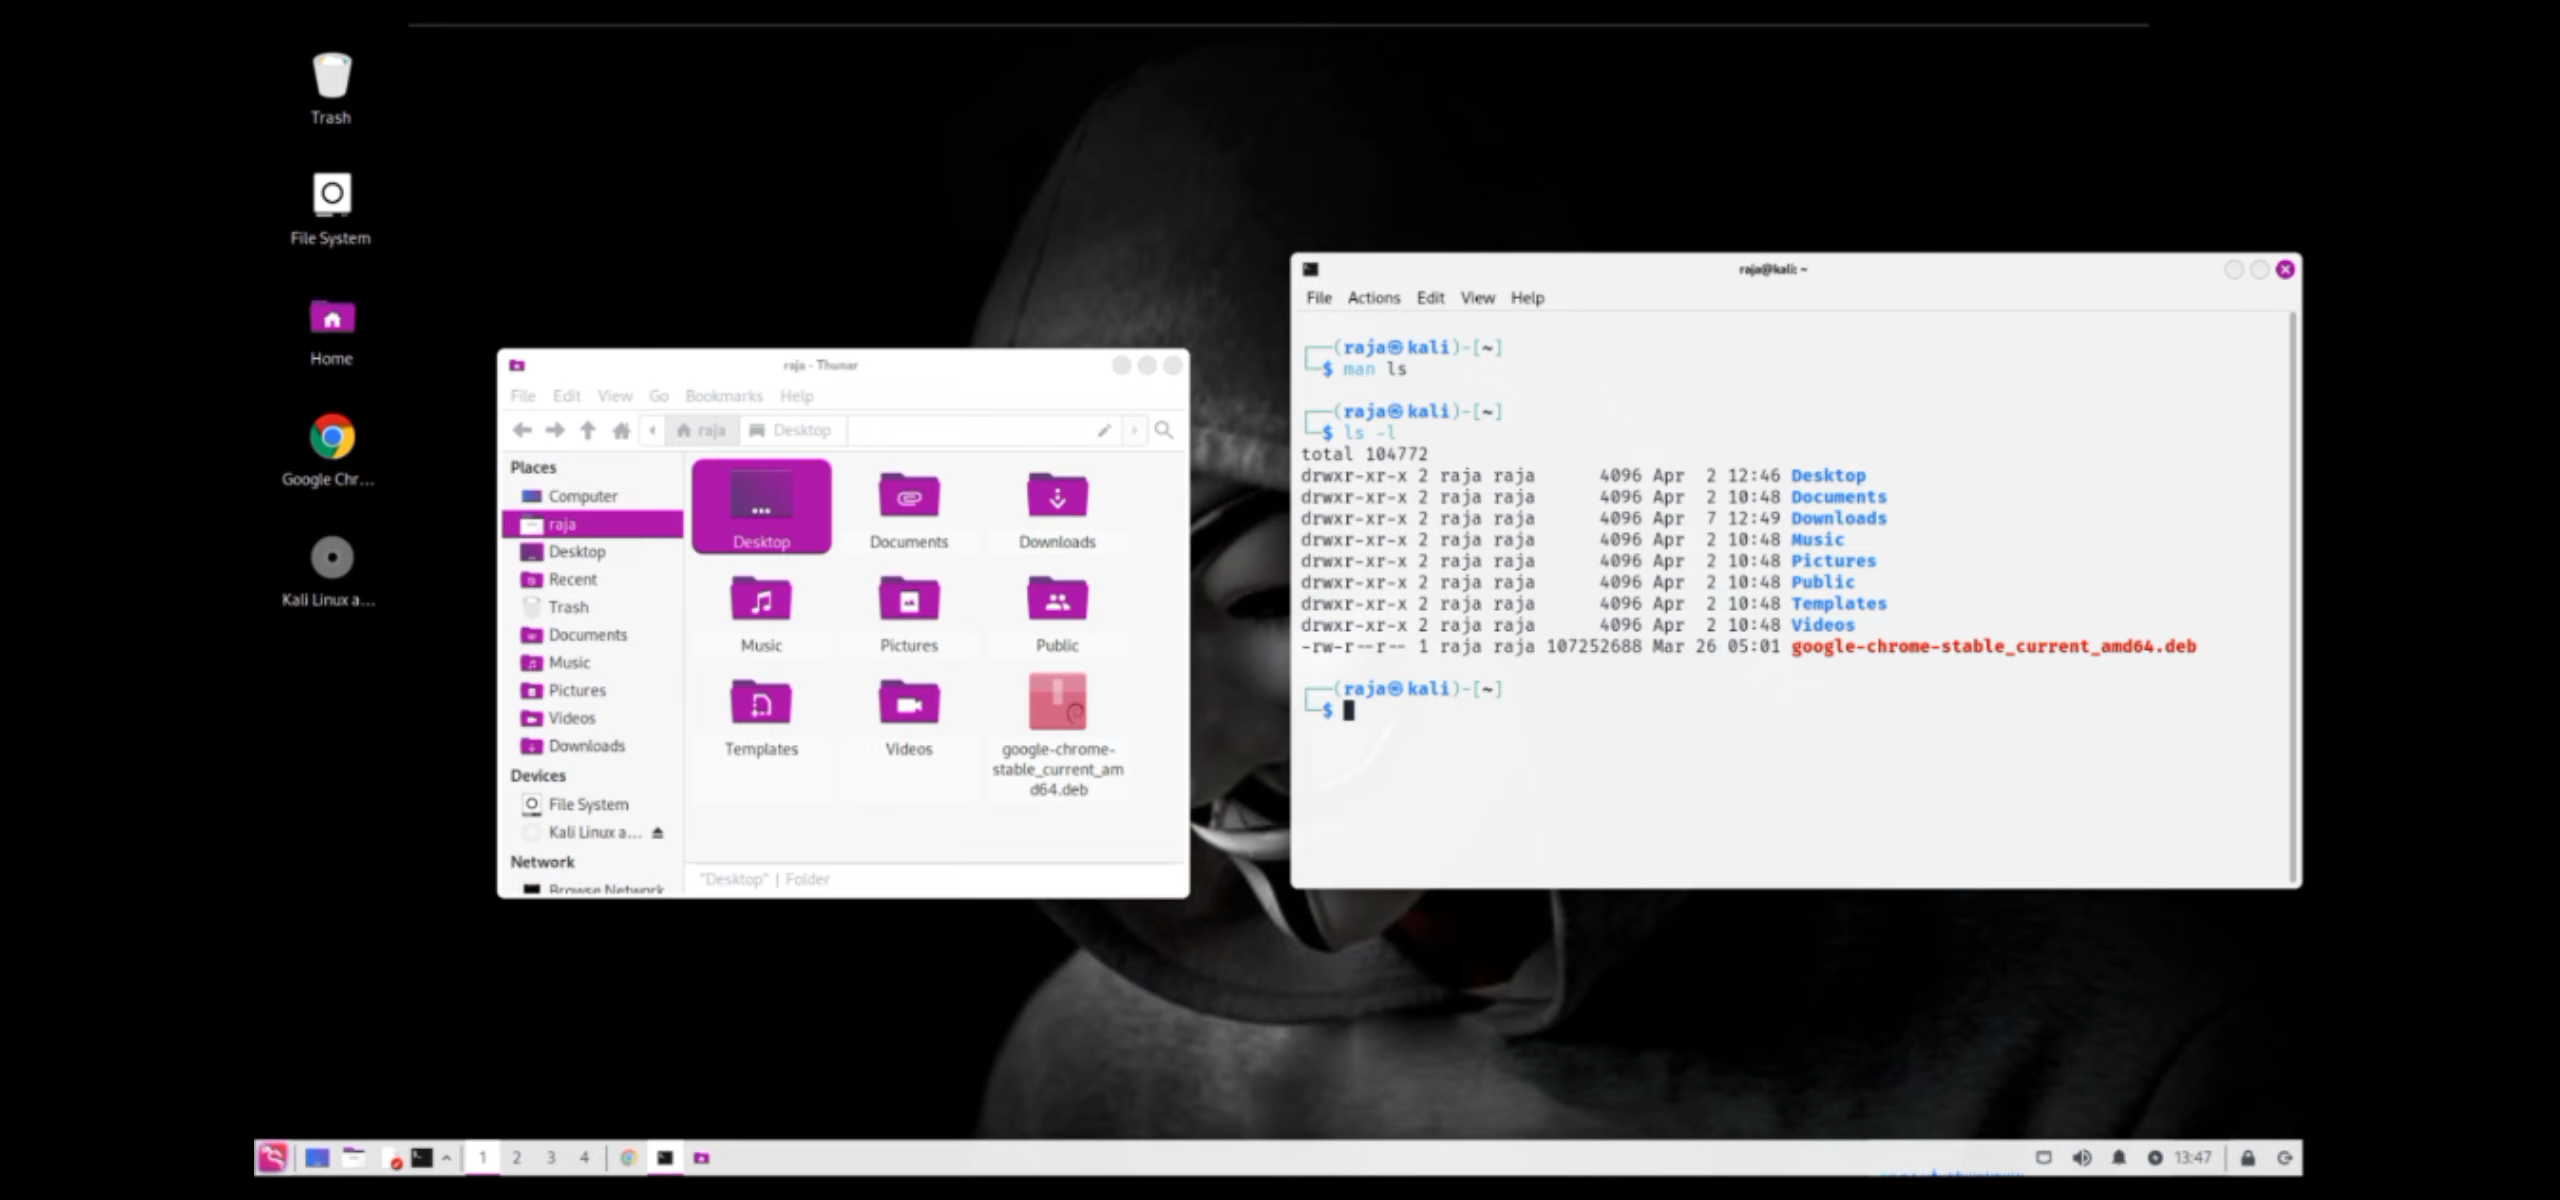 Trash
File System
Home
Google Chr...
Kali Linux a...
raja - Thunar
File Edit View Go Bookmarks Help
raja Desktop
Places
Computer
raja
Desktop
Recent
Trash
Documents
Music
Pictures
Videos
Downloads
Devices
File System
Kali Linux a...
Network
Browse Network
Desktop Documents Downloads
Music Pictures Public
Templates Videos google-chrome-
stable_current_am
d64.deb
"Desktop" | Folder
raja@kali: ~
File Actions Edit View Help
┌──(raja㉿kali)-[~]
└─$ man ls
┌──(raja㉿kali)-[~]
└─$ ls -l
total 104772
drwxr-xr-x 2 raja raja      4096 Apr  2 12:46 Desktop
drwxr-xr-x 2 raja raja      4096 Apr  2 10:48 Documents
drwxr-xr-x 2 raja raja      4096 Apr  7 12:49 Downloads
drwxr-xr-x 2 raja raja      4096 Apr  2 10:48 Music
drwxr-xr-x 2 raja raja      4096 Apr  2 10:48 Pictures
drwxr-xr-x 2 raja raja      4096 Apr  2 10:48 Public
drwxr-xr-x 2 raja raja      4096 Apr  2 10:48 Templates
drwxr-xr-x 2 raja raja      4096 Apr  2 10:48 Videos
-rw-r--r-- 1 raja raja 107252688 Mar 26 05:01 google-chrome-stable_current_amd64.deb
┌──(raja㉿kali)-[~]
└─$
1 2 3 4 13:47